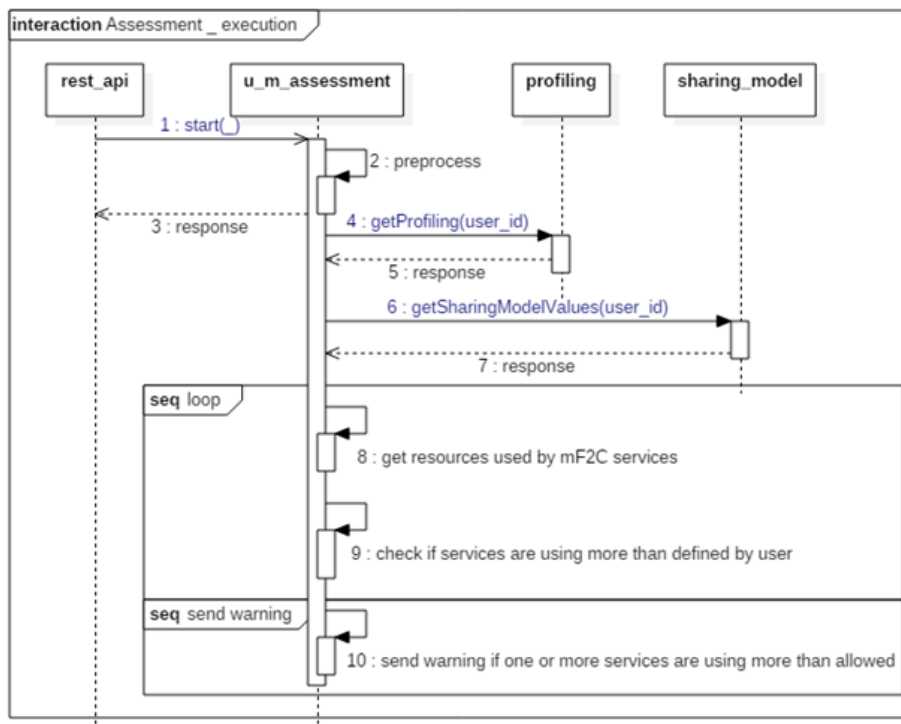 interaction Assessment _ execution
rest_api
u_m_assessment
profiling
sharing_model
1 : start(_)
2 : preprocess
3 : response
4 : getProfiling(user_id)
5 : response
6 : getSharingModelValues(user_id)
7 : response
seq loop
8 : get resources used by mF2C services
9 : check if services are using more than defined by user
seq send warning
10 : send warning if one or more services are using more than allowed